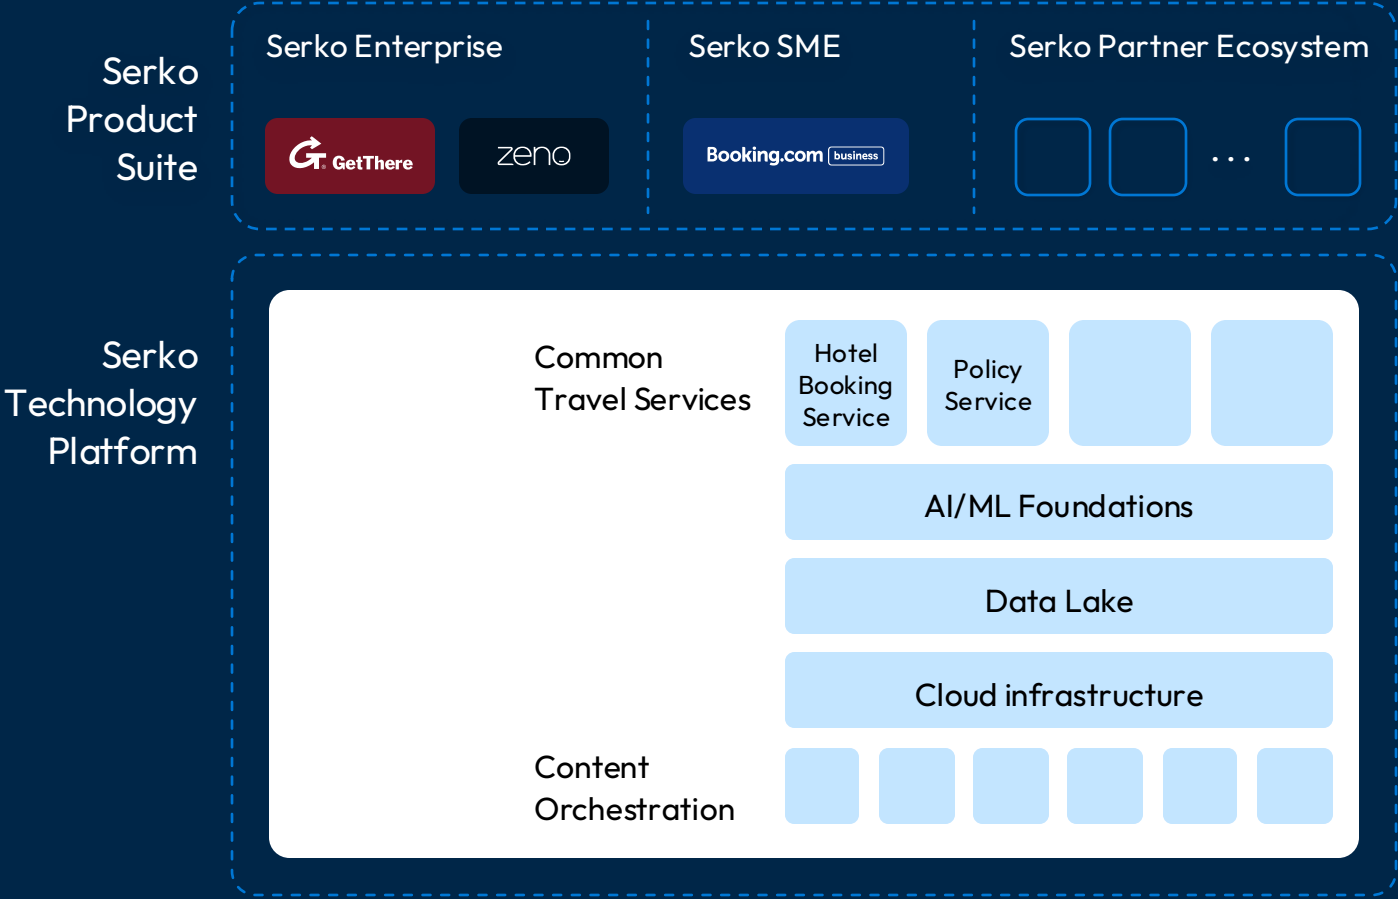 Serko
Product
Suite
Serko Enterprise
GetThere
zeno
Serko SME
Booking.com business
Serko Partner Ecosystem
...
Serko
Technology
Platform
Common
Travel Services
Hotel
Booking
Service
Policy
Service
AI/ML Foundations
Data Lake
Cloud infrastructure
Content
Orchestration